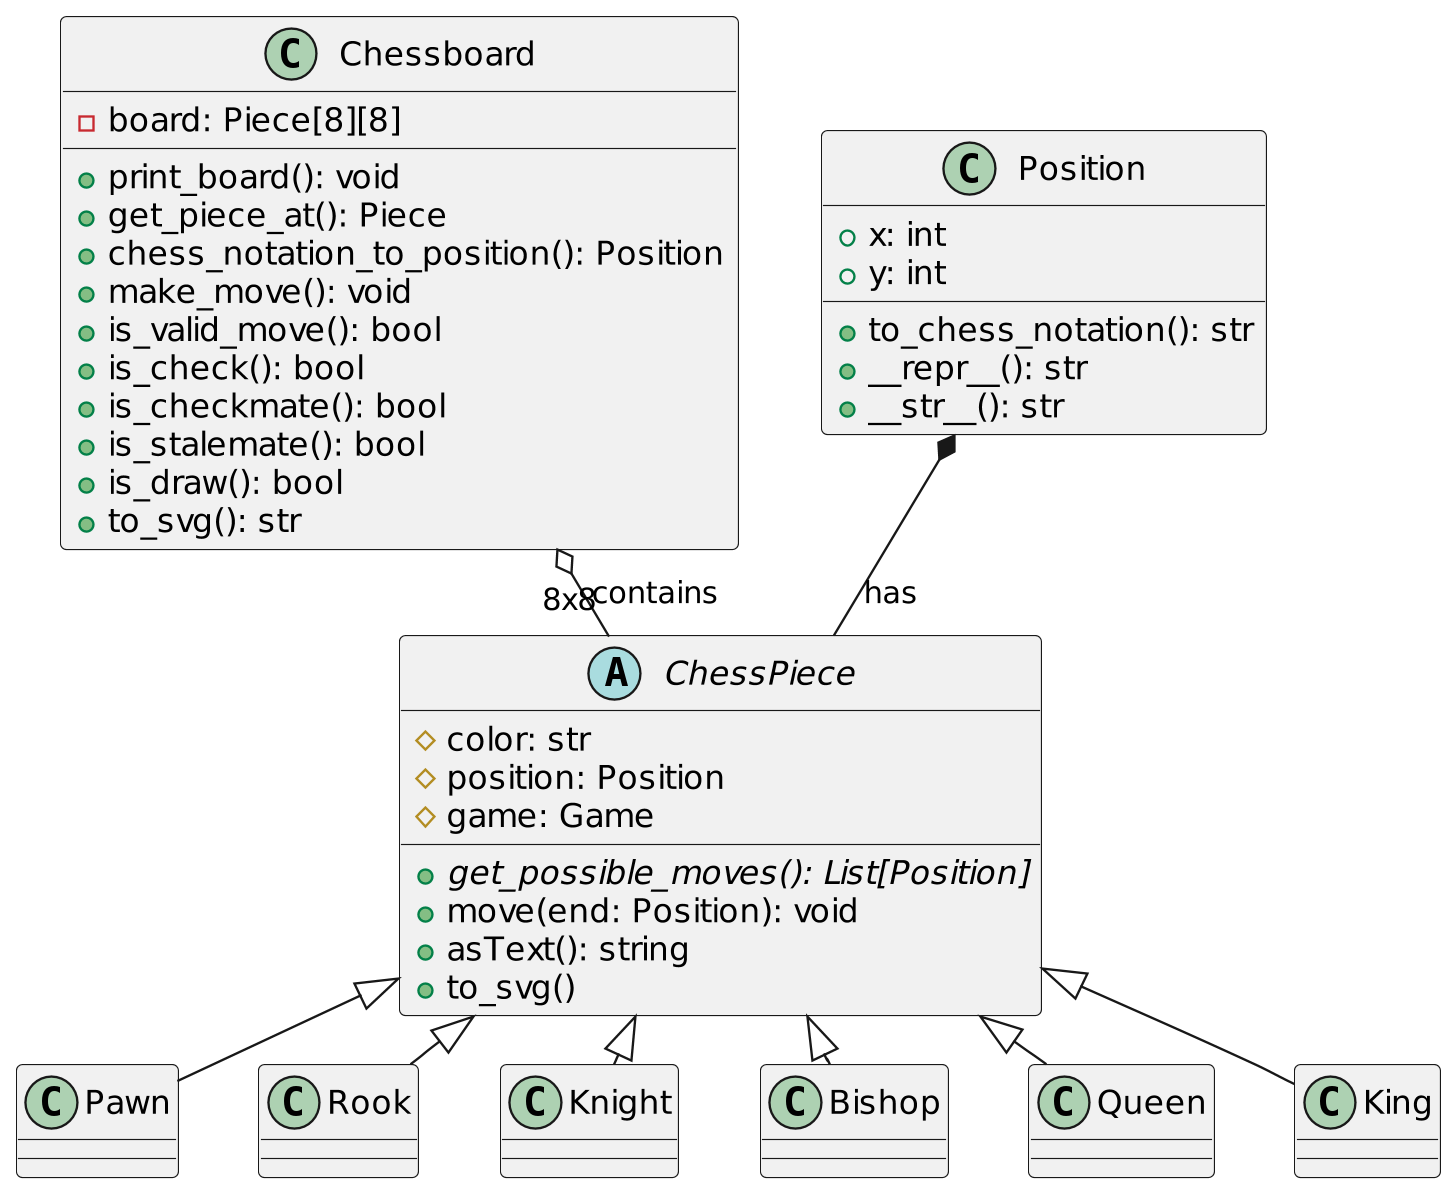 C Chessboard
board: Piece[8][8]
print_board(): void
get_piece_at(): Piece
chess_notation_to_position(): Position
make_move(): void
is_valid_move(): bool
is_check(): bool
is_checkmate(): bool
is_stalemate(): bool
is_draw(): bool
to_svg(): str
C Position
x: int
y: int
to_chess_notation(): str
__repr__(): str
__str__(): str
8x8
contains
has
A ChessPiece
color: str
position: Position
game: Game
get_possible_moves(): List[Position]
move(end: Position): void
asText(): string
to_svg()
C Pawn
C Rook
C Knight
C Bishop
C Queen
C King